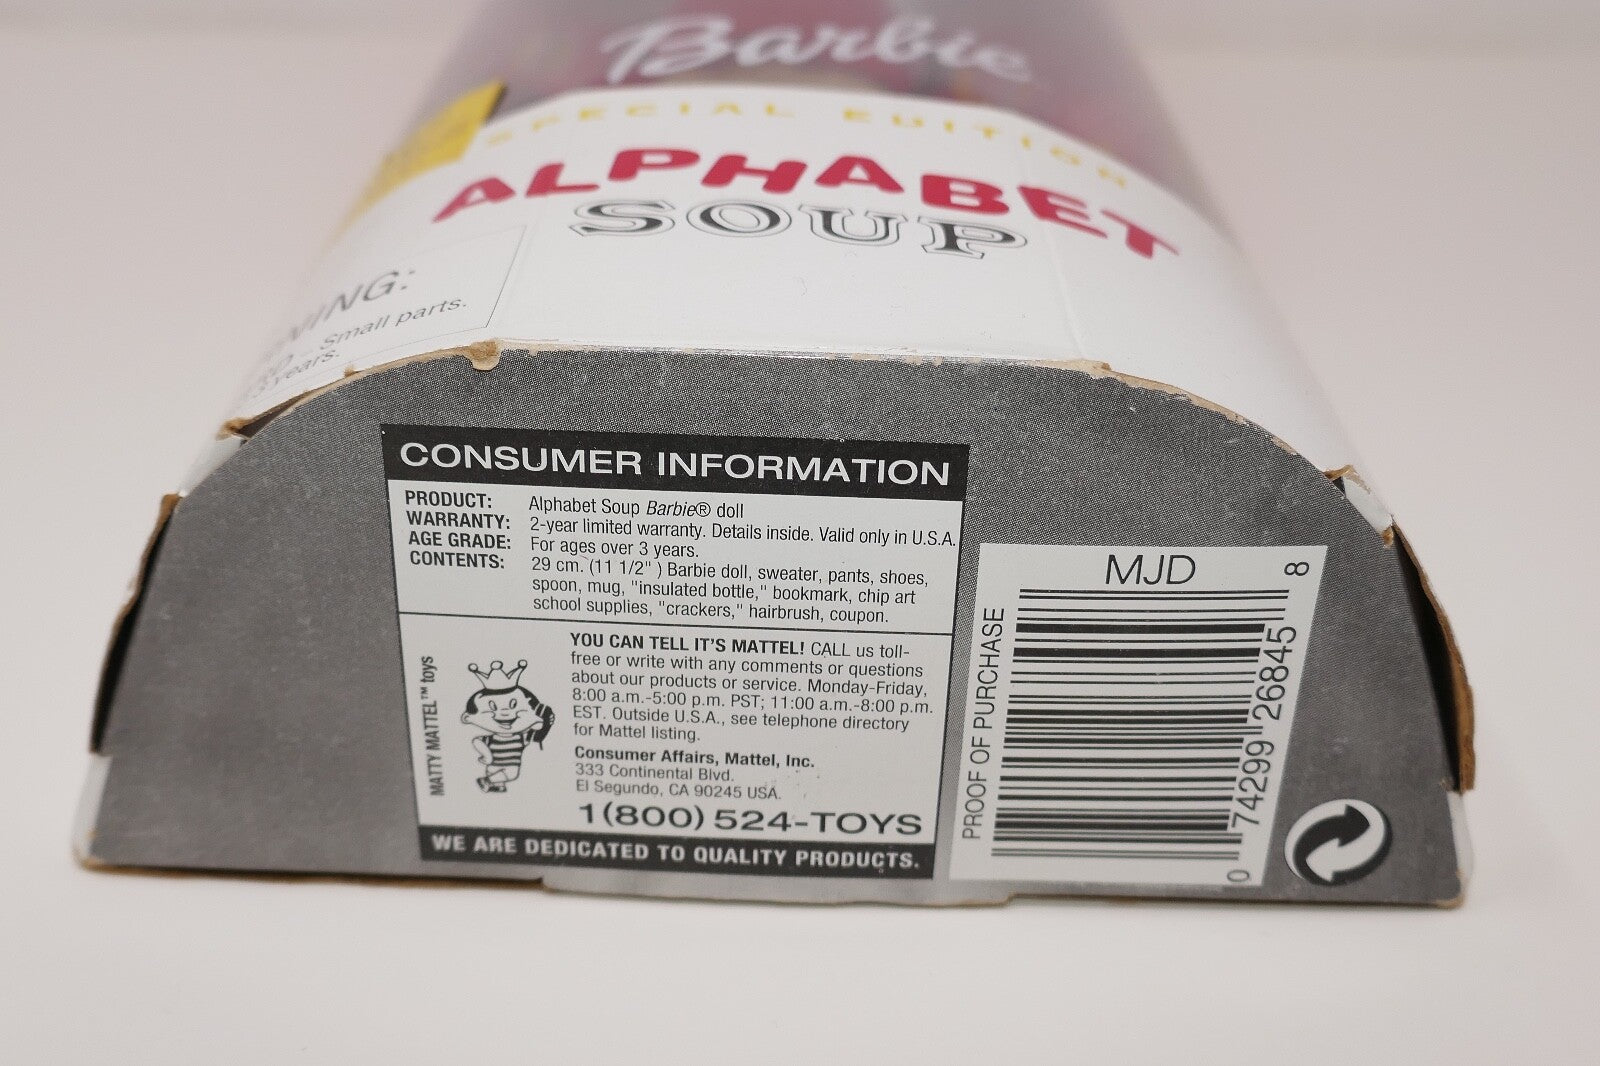 Barbie
SPECIAL EDITION
ALPHABET
SOUP
NING:
Small parts.
3 years.
CONSUMER INFORMATION
PRODUCT: Alphabet Soup Barbie® doll
WARRANTY: 2-year limited warranty. Details inside. Valid only in U.S.A.
AGE GRADE: For ages over 3 years.
CONTENTS: 29 cm. (11 1/2" ) Barbie doll, sweater, pants, shoes,
spoon, mug, "insulated bottle," bookmark, chip art
school supplies, "crackers," hairbrush, coupon.
MATTY MATTEL™ toys
YOU CAN TELL IT'S MATTEL! CALL us toll-
free or write with any comments or questions
about our products or service. Monday-Friday,
8:00 a.m.-5:00 p.m. PST; 11:00 a.m.-8:00 p.m.
EST. Outside U.S.A., see telephone directory
for Mattel listing.
Consumer Affairs, Mattel, Inc.
333 Continental Blvd.
El Segundo, CA 90245 USA.
1(800) 524-TOYS
WE ARE DEDICATED TO QUALITY PRODUCTS.
PROOF OF PURCHASE
MJD
0 74299 26845 8